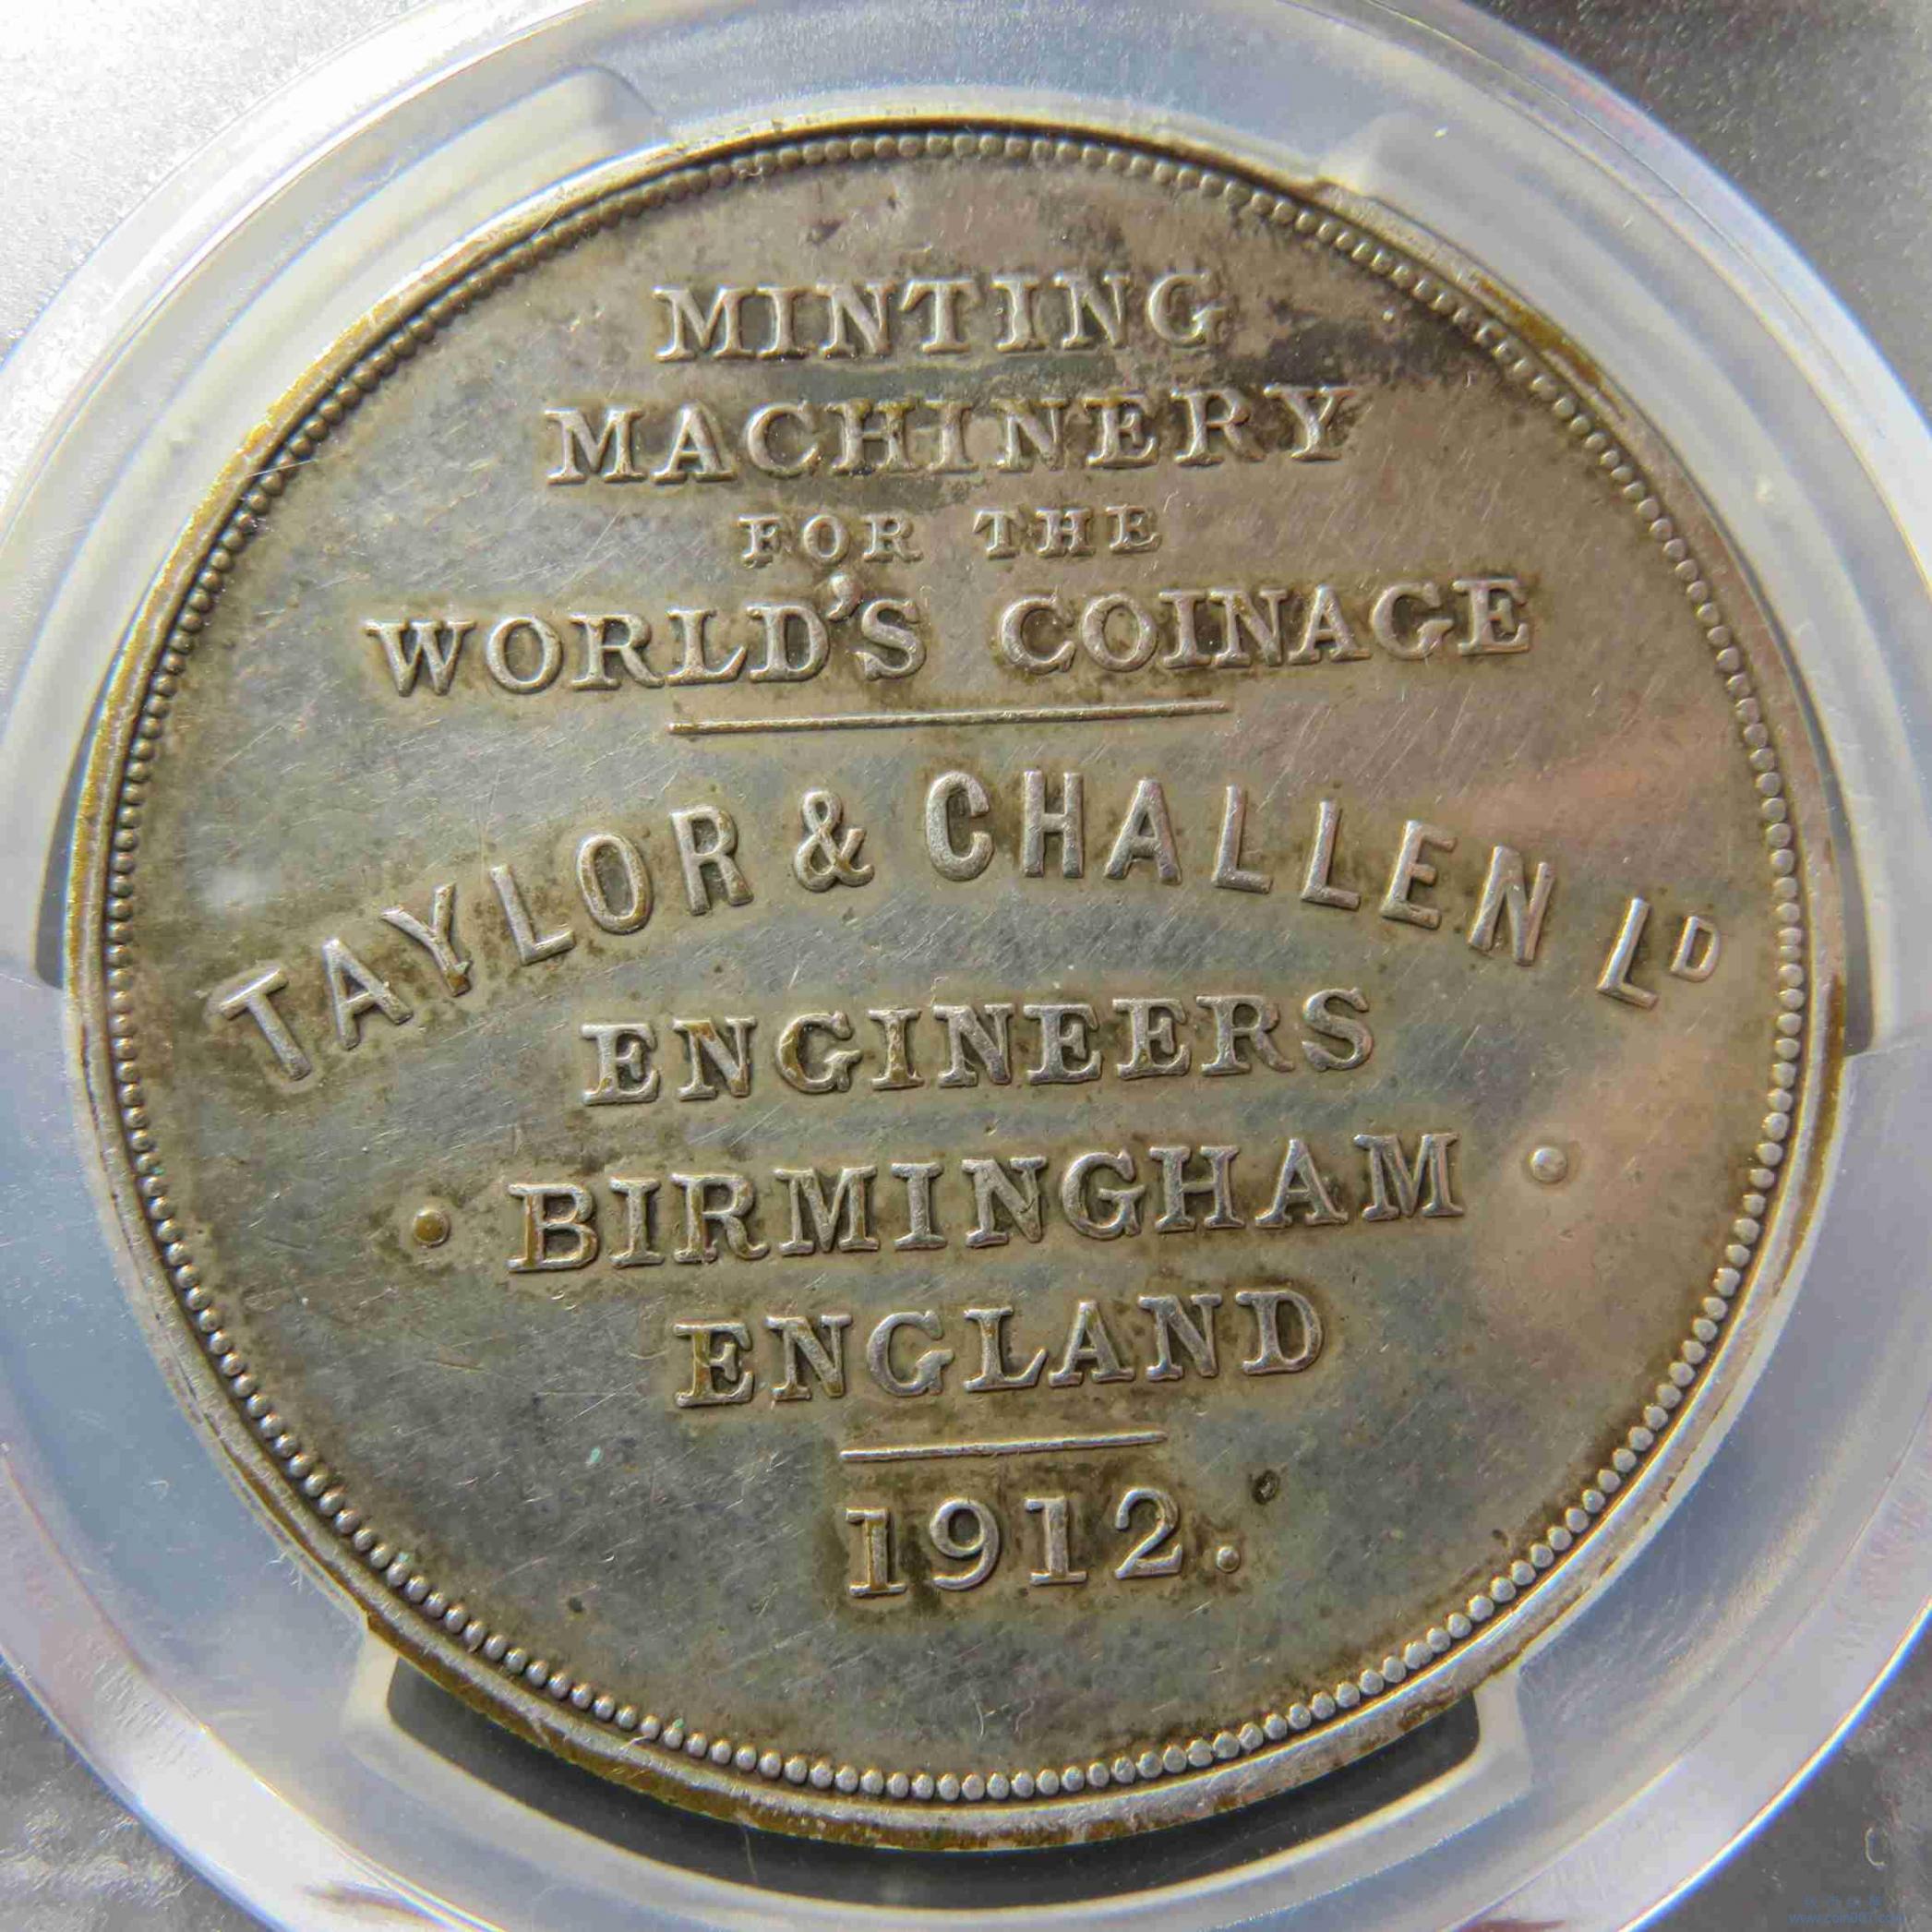 MINTING
MACHINERY
FOR THE
WORLD'S COINAGE
TAYLOR & CHALLEN LD
ENGINEERS
• BIRMINGHAM •
ENGLAND
1912.